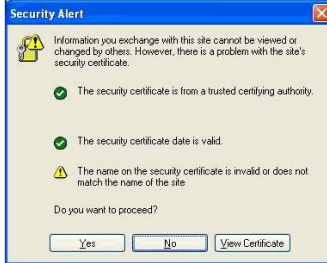 Security Alert
Information you exchange with this site cannot be viewed or
changed by others. However, there is a problem with the site's
security certificate.
The security certificate is from a trusted certifying authority.
The security certificate date is valid.
The name on the security certificate is invalid or does not
match the name of the site
Do you want to proceed?
Yes No View Certificate